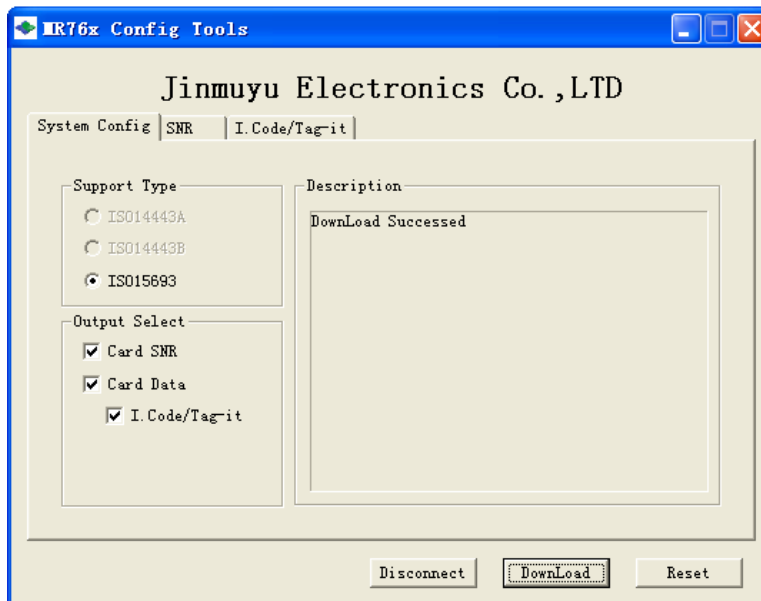 MR76x Config Tools
Jinmuyu Electronics Co.,LTD
System Config
SNR
I.Code/Tag-it
Support Type
ISO14443A
ISO14443B
ISO15693
Output Select
Card SNR
Card Data
I.Code/Tag-it
Description
DownLoad Successed
Disconnect
DownLoad
Reset